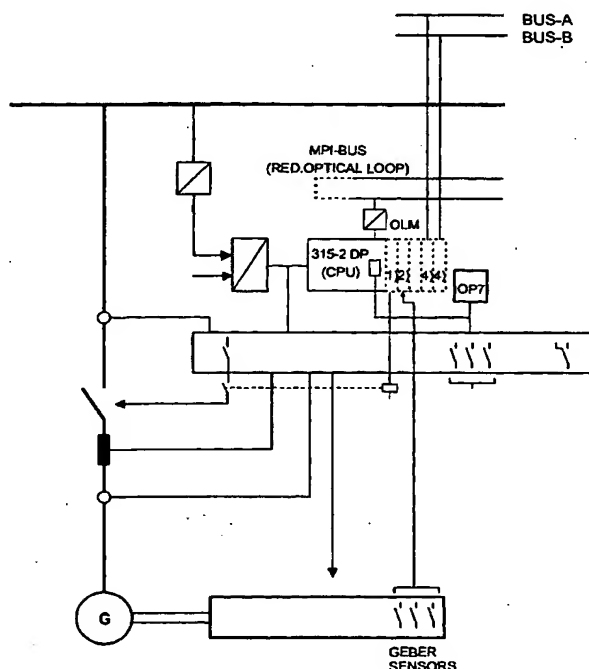 BUS-A
BUS-B
MPI-BUS
(RED.OPTICAL LOOP)
OLM
315-2 DP
(CPU)
1 2 4 4
OP7
G
GEBER
SENSORS